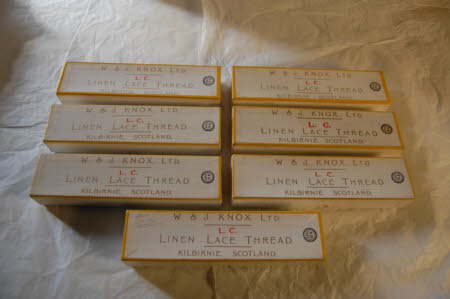 W. & J. KNOX. LTD
L. C.
LINEN LACE THREAD
W. & J. KNOX. LTD
L. C.
LINEN LACE THREAD
KILBIRNIE SCOTLAND.
W & J. KNOX. LTD.
L. C.
LINEN LACE THREAD
KILBIRNIE SCOTLAND.
W. & J. KNOX. LTD
L. C.
LINEN LACE THREAD
KILBIRNIE SCOTLAND.
W & J. KNOX. LTD.
L. C.
LINEN LACE THREAD
KILBIRNIE. SCOTLAND.
W & J. KNOX. LTD.
L. C.
LINEN LACE THREAD
KILBIRNIE SCOTLAND.
W. & J. KNOX. LTD
L. C.
LINEN LACE THREAD
KILBIRNIE SCOTLAND.